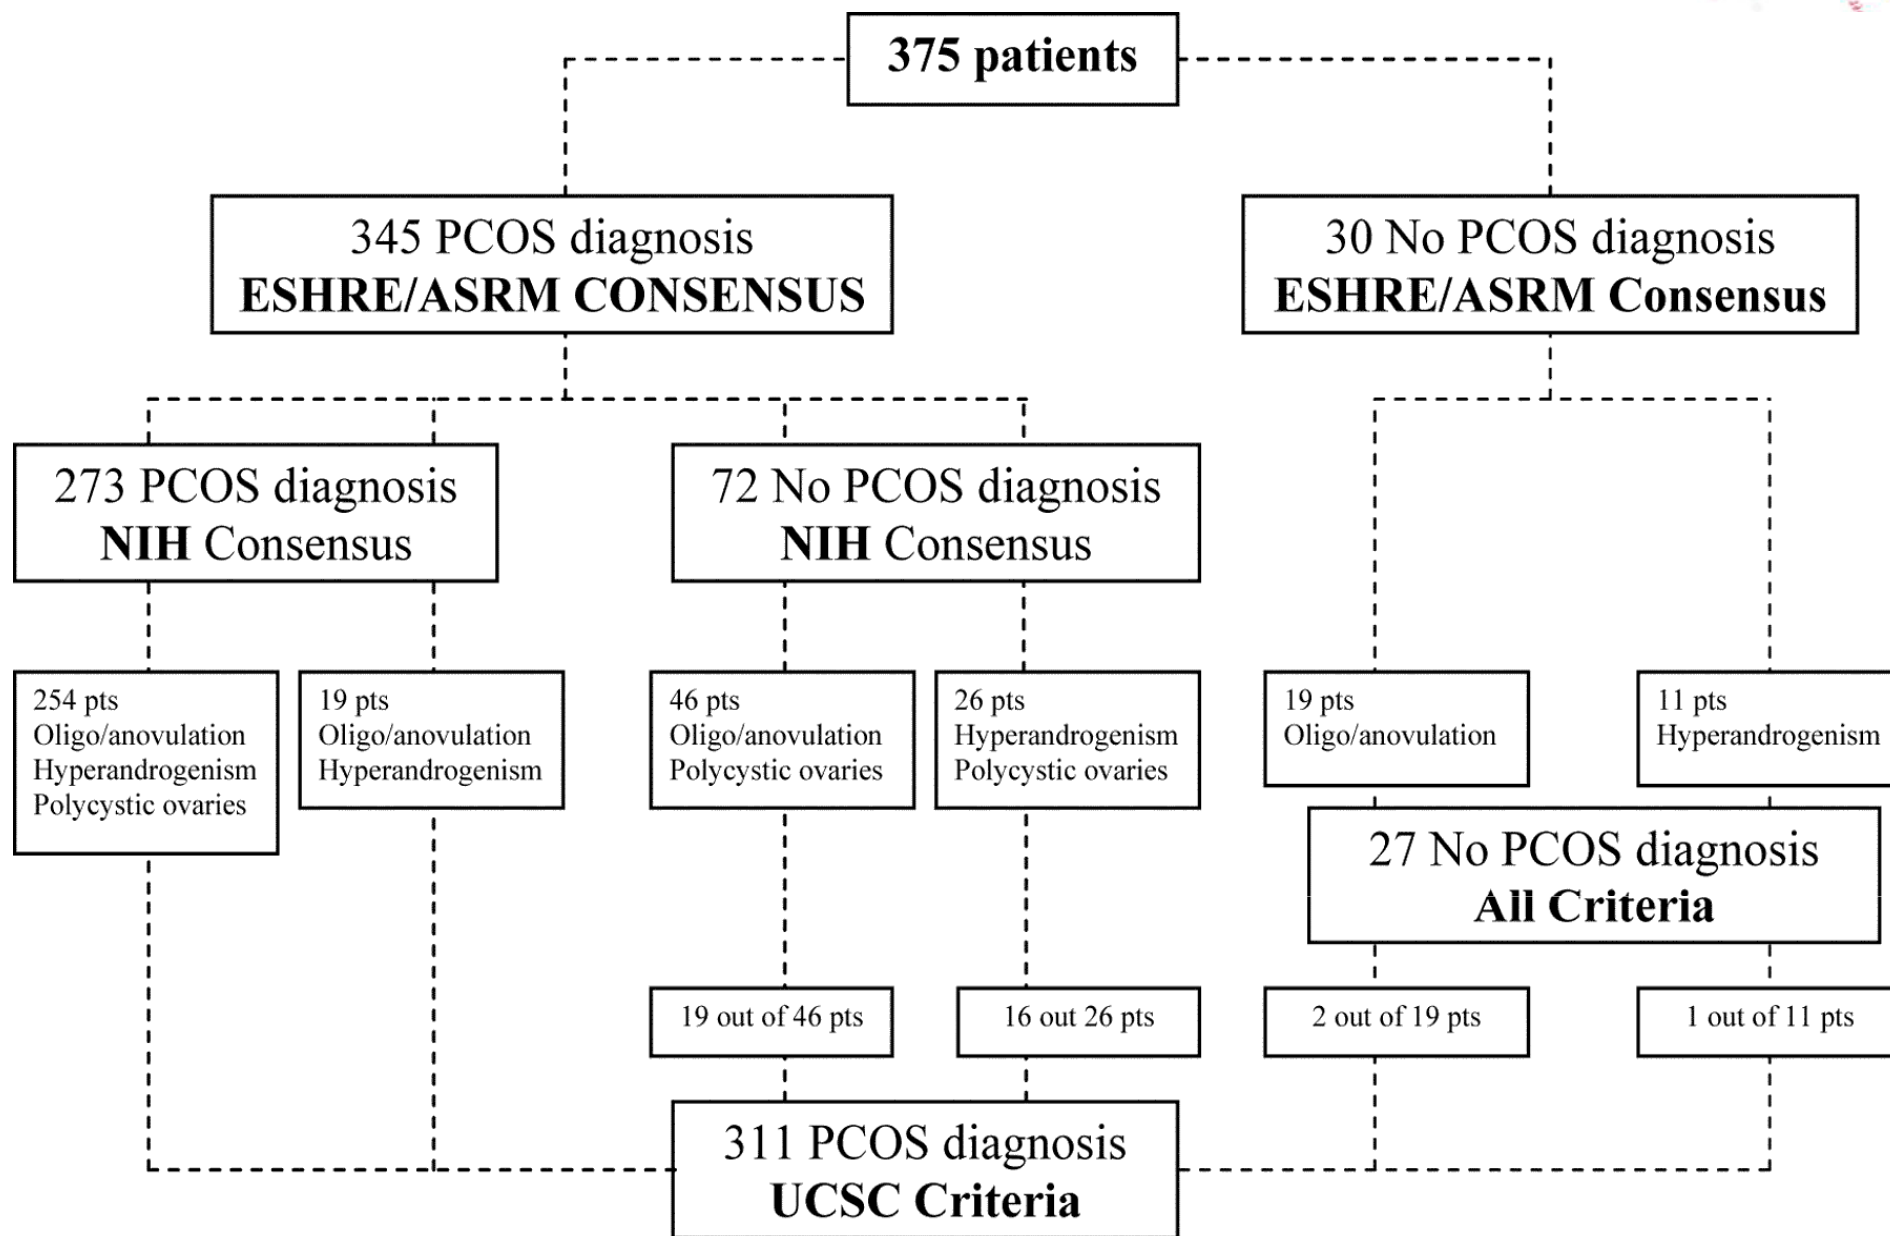 375 patients
345 PCOS diagnosis
ESHRE/ASRM CONSENSUS
30 No PCOS diagnosis
ESHRE/ASRM Consensus
273 PCOS diagnosis
NIH Consensus
72 No PCOS diagnosis
NIH Consensus
254 pts
Oligo/anovulation
Hyperandrogenism
Polycystic ovaries
19 pts
Oligo/anovulation
Hyperandrogenism
46 pts
Oligo/anovulation
Polycystic ovaries
26 pts
Hyperandrogenism
Polycystic ovaries
19 pts
Oligo/anovulation
11 pts
Hyperandrogenism
27 No PCOS diagnosis
All Criteria
19 out of 46 pts
16 out 26 pts
2 out of 19 pts
1 out of 11 pts
311 PCOS diagnosis
UCSC Criteria